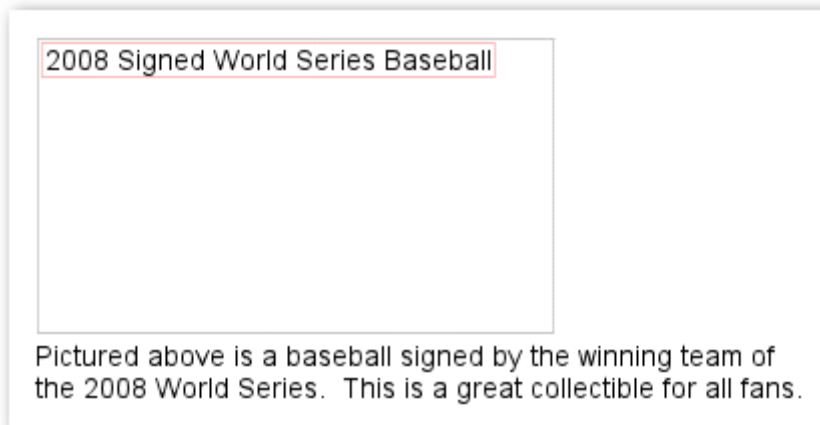 2008 Signed World Series Baseball
Pictured above is a baseball signed by the winning team of
the 2008 World Series.  This is a great collectible for all fans.